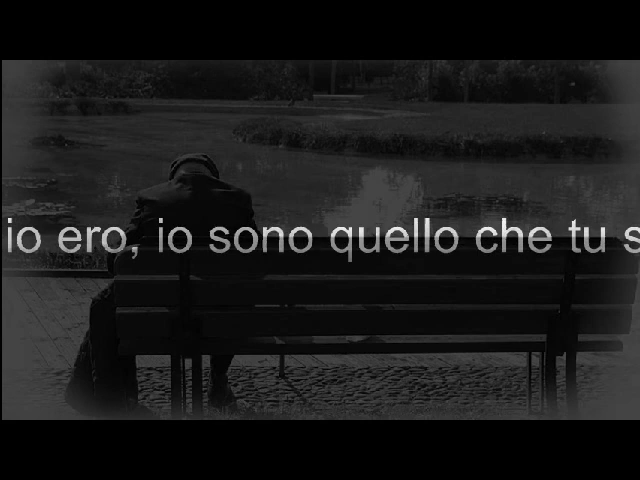 io ero, io sono quello che tu s